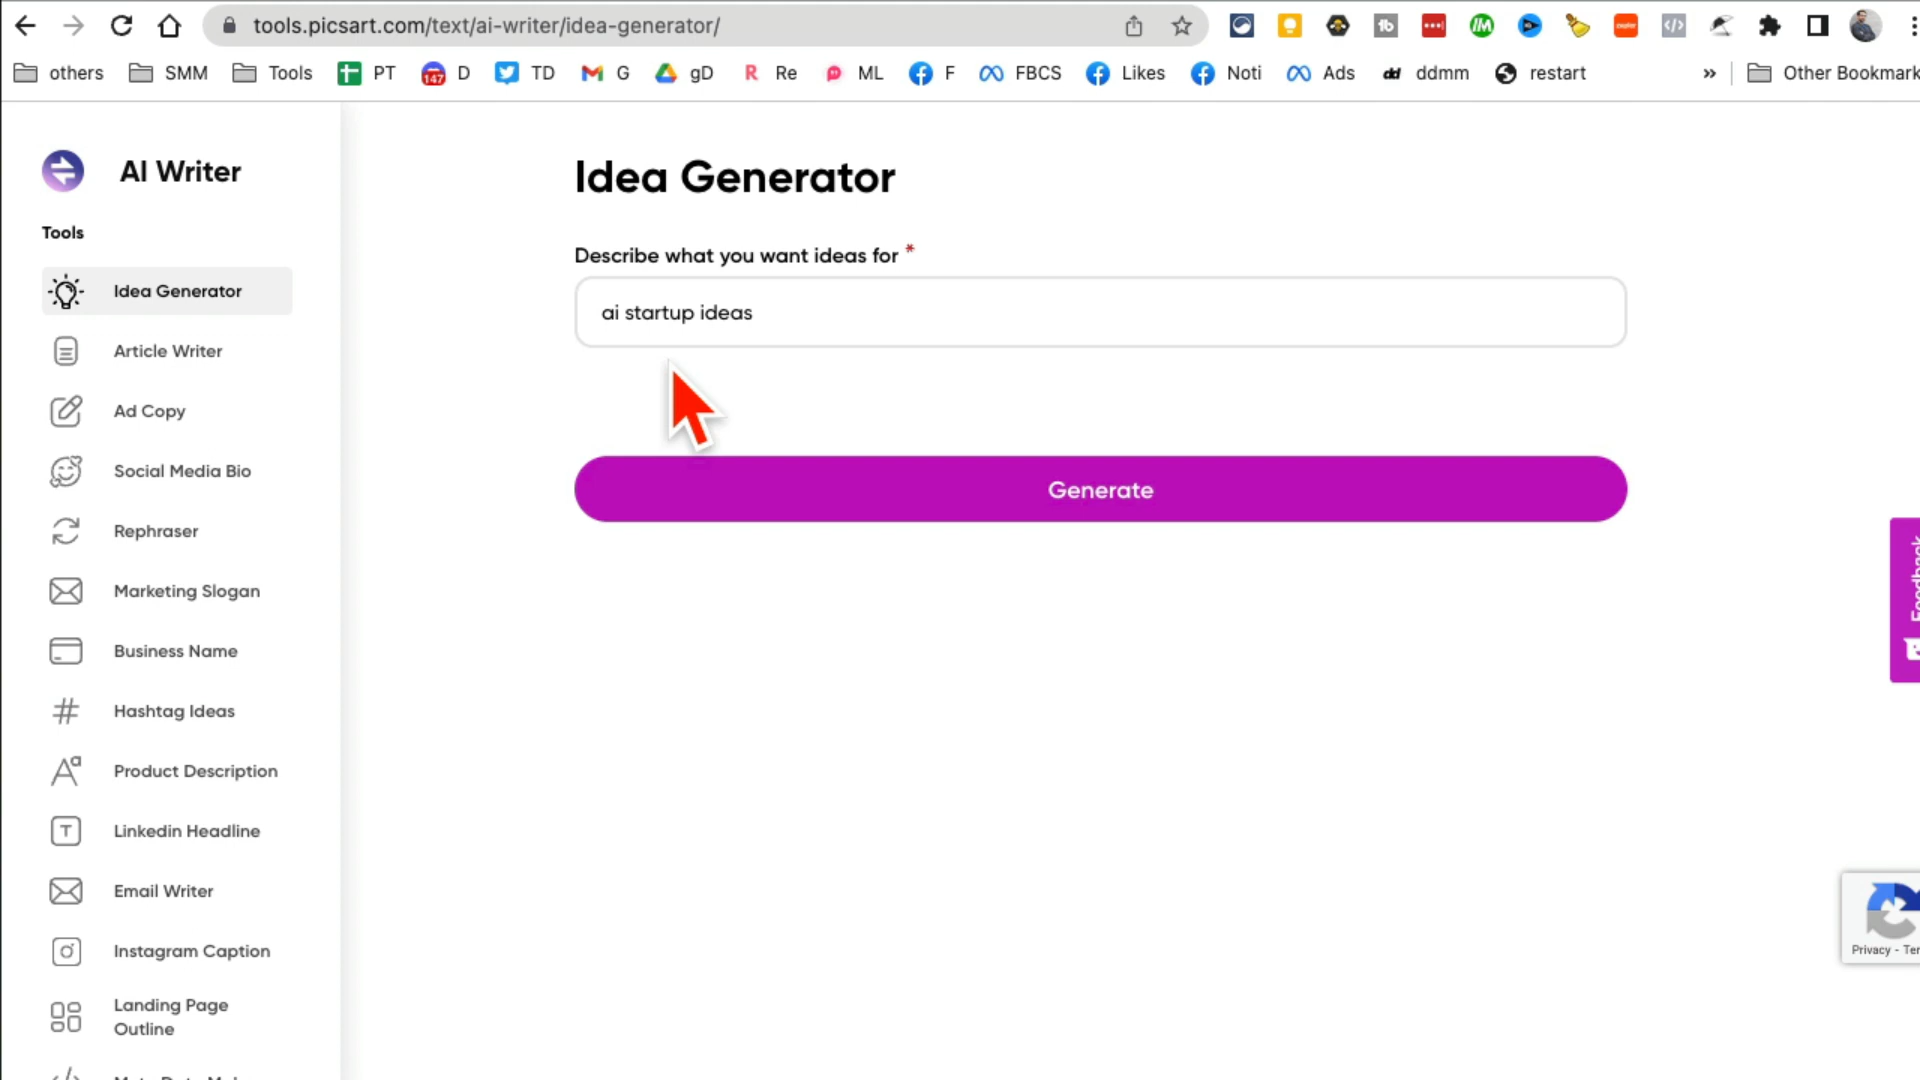 tools.picsart.com/text/ai-writer/idea-generator/
others SMM Tools PT 147 D TD G gD R Re ML F FBCS Likes Noti Ads dd ddmm restart » Other Bookmark
AI Writer
Tools
Idea Generator
Article Writer
Ad Copy
Social Media Bio
Rephraser
Marketing Slogan
Business Name
Hashtag Ideas
Product Description
Linkedin Headline
Email Writer
Instagram Caption
Landing Page
Outline
Idea Generator
Describe what you want ideas for *
ai startup ideas
Generate
Feedback
Privacy - Ter